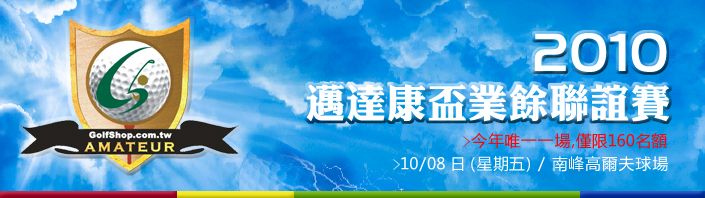 GolfShop.com.tw
AMATEUR
2010
邁達康盃業餘聯誼賽
>今年唯一一場,僅限160名額
>10/08 日 (星期五) / 南峰高爾夫球場